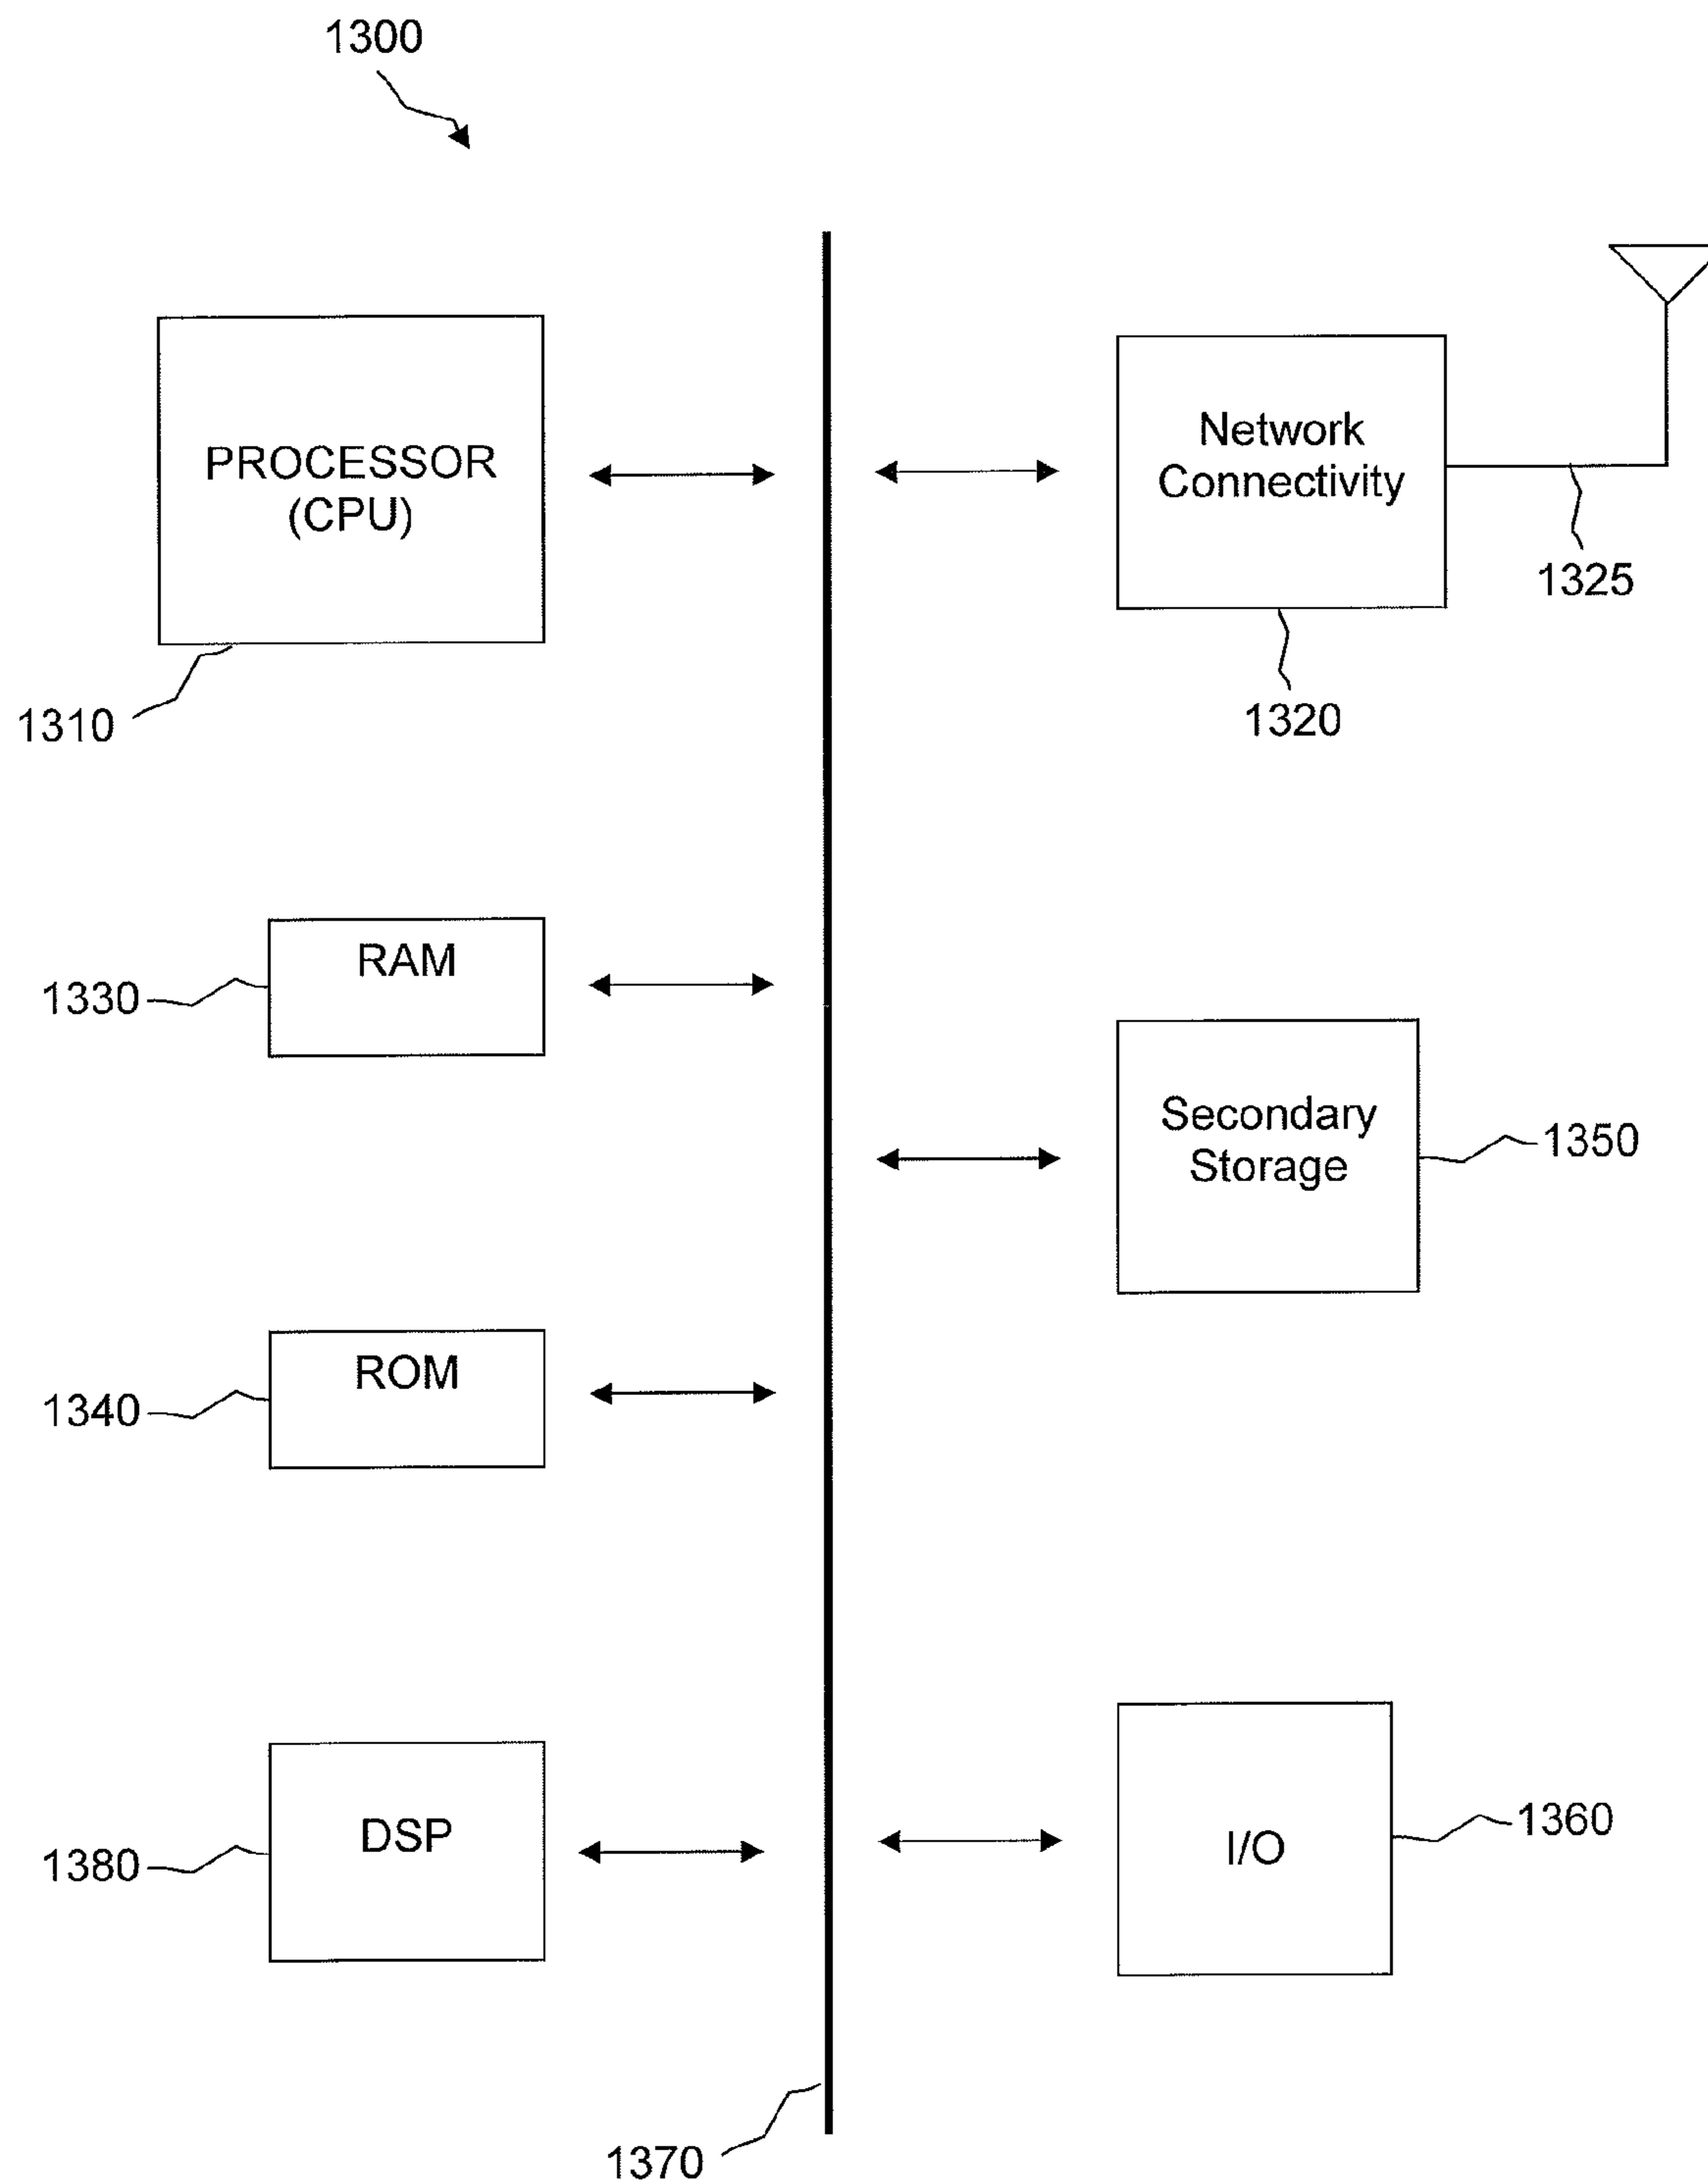 1300
PROCESSOR
(CPU)
1310
Network
Connectivity
1325
1320
RAM
1330
Secondary
Storage
1350
ROM
1340
DSP
1380
I/O
1360
1370